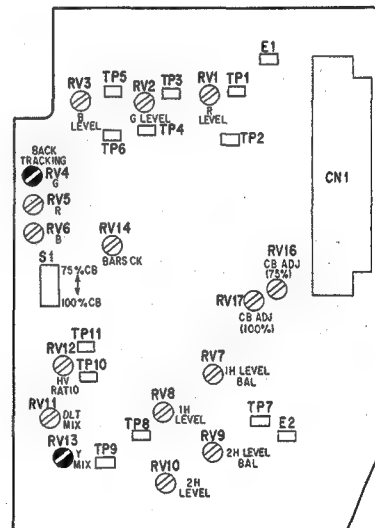 E1
RV3
TP5
RV2
TP3
RV1
TP1
B
LEVEL
G LEVEL
R
LEVEL
TP4
TP6
TP2
CN1
BACK
TRACKING
RV4
G
RV5
R
RV6
B
RV14
BARS CK
S1
75%CB
100%CB
RV16
CB ADJ
(75%)
RV17
CB ADJ
(100%)
TP11
RV12
TP10
HV
RATIO
RV7
1H LEVEL
BAL
RV11
DLT
MIX
RV8
1H
LEVEL
TP7
TP8
E2
RV13
Y
MIX
TP9
RV9
2H LEVEL
BAL
RV10
2H
LEVEL